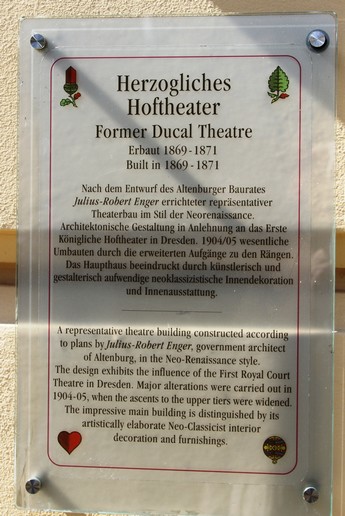 Herzogliches
Hoftheater
Former Ducal Theatre
Erbaut 1869-1871
Built in 1869-1871
Nach dem Entwurf des Altenburger Baurates
Julius-Robert Enger errichteter repräsentativer
Theaterbau im Stil der Neorenaissance.
Architektonische Gestaltung in Anlehnung an das Erste
Königliche Hoftheater in Dresden. 1904/05 wesentliche
Umbauten durch die erweiterten Aufgänge zu den Rängen.
Das Haupthaus beeindruckt durch künstlerisch und
gestalterisch aufwendige neoklassizistische Innendekoration
und Innenausstattung.
A representative theatre building constructed according
to plans by Julius-Robert Enger, government architect
of Altenburg, in the Neo-Renaissance style.
The design exhibits the influence of the First Royal Court
Theatre in Dresden. Major alterations were carried out in
1904-05, when the ascents to the upper tiers were widened.
The impressive main building is distinguished by its
artistically elaborate Neo-Classicist interior
decoration and furnishings.